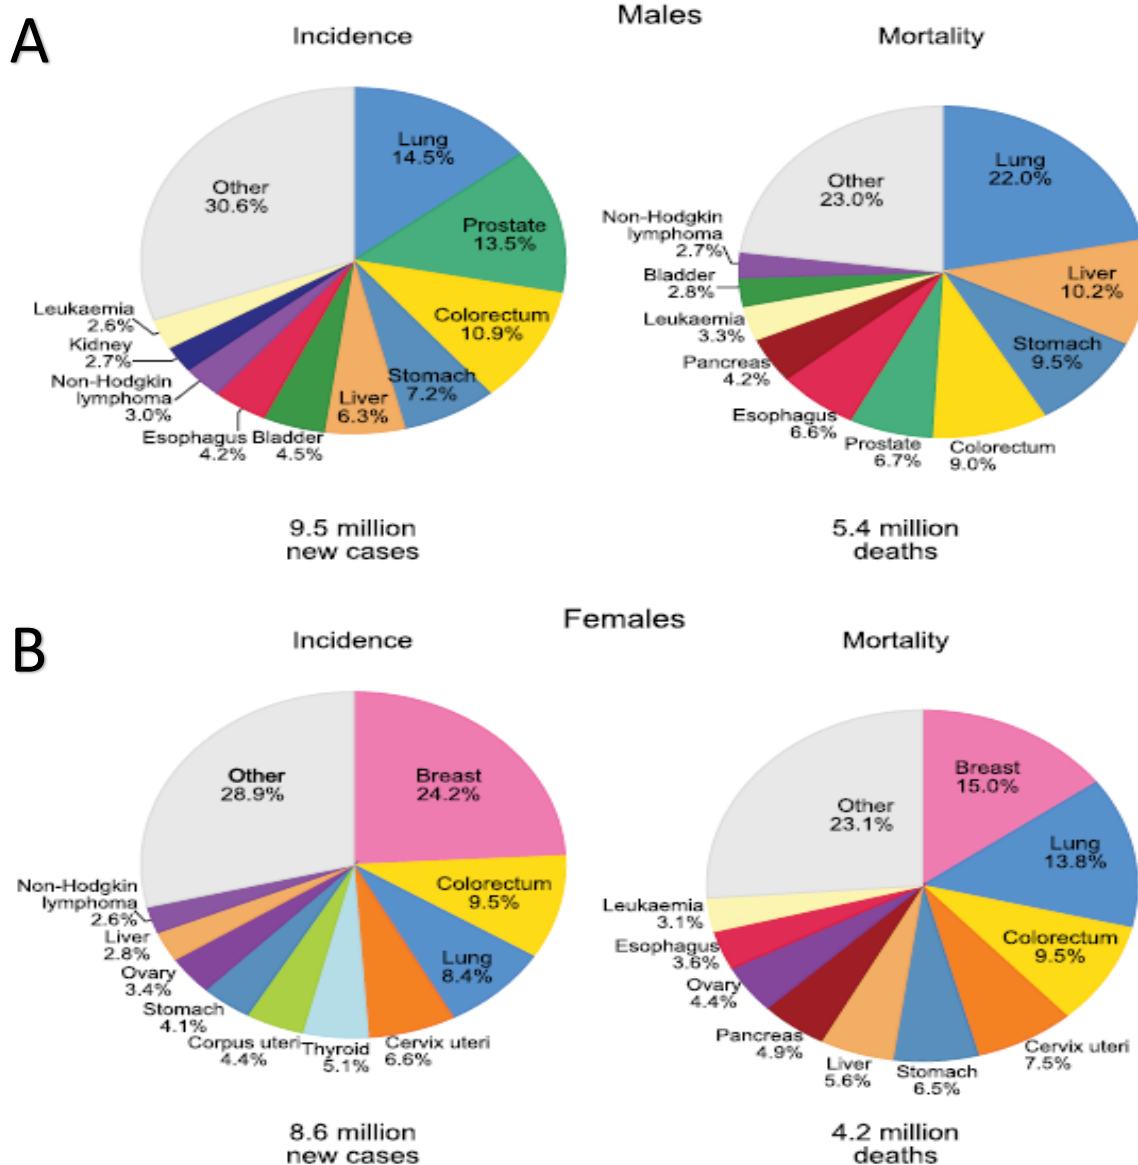 A
Males
Incidence
Mortality
Lung
14.5%
Prostate
13.5%
Colorectum
10.9%
Stomach
7.2%
Liver
6.3%
Bladder
4.5%
Esophagus
4.2%
Non-Hodgkin
lymphoma
3.0%
Kidney
2.7%
Leukaemia
2.6%
Other
30.6%
9.5 million
new cases
Lung
22.0%
Liver
10.2%
Stomach
9.5%
Colorectum
9.0%
Prostate
6.7%
Esophagus
6.6%
Pancreas
4.2%
Leukaemia
3.3%
Bladder
2.8%
Non-Hodgkin
lymphoma
2.7%
Other
23.0%
5.4 million
deaths
B
Females
Incidence
Mortality
Breast
24.2%
Colorectum
9.5%
Lung
8.4%
Cervix uteri
6.6%
Thyroid
5.1%
Corpus uteri
4.4%
Stomach
4.1%
Ovary
3.4%
Liver
2.8%
Non-Hodgkin
lymphoma
2.6%
Other
28.9%
8.6 million
new cases
Breast
15.0%
Lung
13.8%
Colorectum
9.5%
Cervix uteri
7.5%
Stomach
6.5%
Liver
5.6%
Pancreas
4.9%
Ovary
4.4%
Esophagus
3.6%
Leukaemia
3.1%
Other
23.1%
4.2 million
deaths